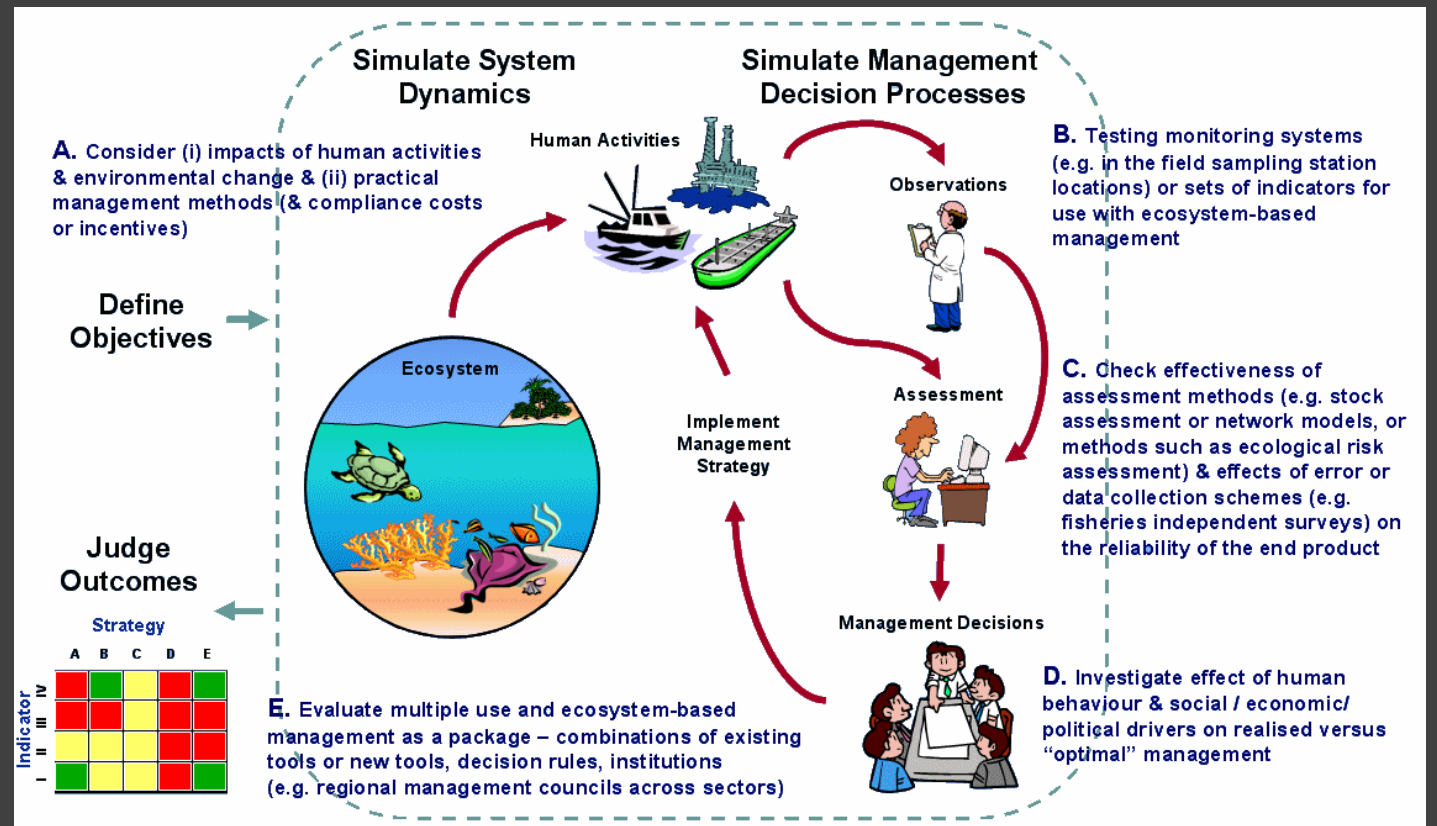 Simulate System
Dynamics
Simulate Management
Decision Processes
Human Activities
A. Consider (i) impacts of human activities
& environmental change & (ii) practical
management methods (& compliance costs
or incentives)
B. Testing monitoring systems
(e.g. in the field sampling station
locations) or sets of indicators for
use with ecosystem-based
management
Observations
Define
Objectives
Ecosystem
Assessment
C. Check effectiveness of
assessment methods (e.g. stock
assessment or network models, or
methods such as ecological risk
assessment) & effects of error or
data collection schemes (e.g.
fisheries independent surveys) on
the reliability of the end product
Implement
Management
Strategy
Judge
Outcomes
Strategy
A B C D E
Indicator
IV
III
II
I
Management Decisions
D. Investigate effect of human
behaviour & social / economic/
political drivers on realised versus
“optimal” management
E. Evaluate multiple use and ecosystem-based
management as a package – combinations of existing
tools or new tools, decision rules, institutions
(e.g. regional management councils across sectors)